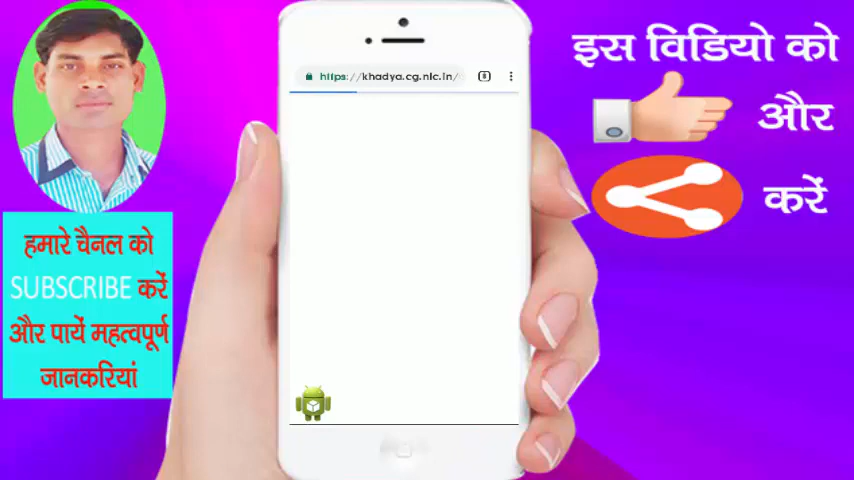 https://khadya.cg.nic.in/
इस विडियो को
और
करें
हमारे चैनल को
SUBSCRIBE करें
और पायें महत्वपूर्ण
जानकरियां